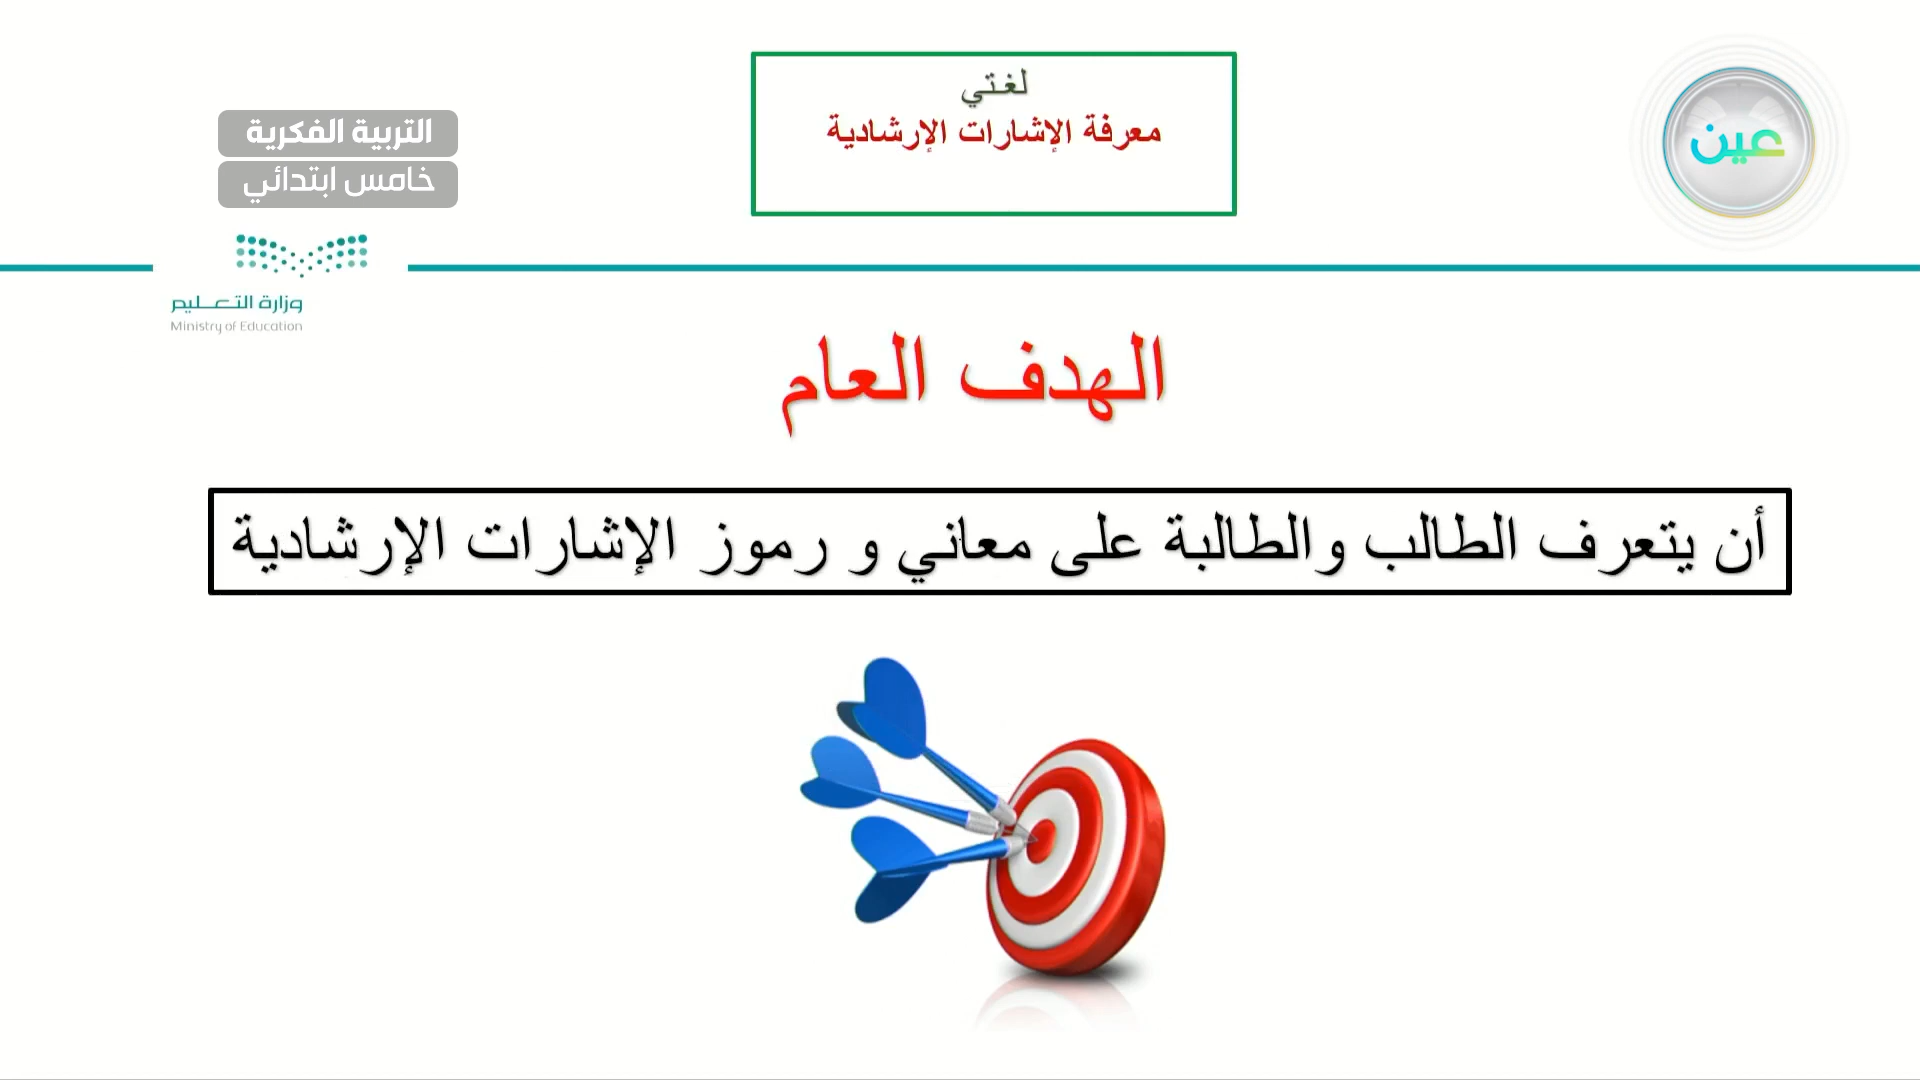 لغتي
معرفة الإشارات الإرشادية
عين
التربية الفكرية
خامس ابتدائي
وزارة التعليم
Ministry of Education
الهدف العام
أن يتعرف الطالب والطالبة على معاني و رموز الإشارات الإرشادية